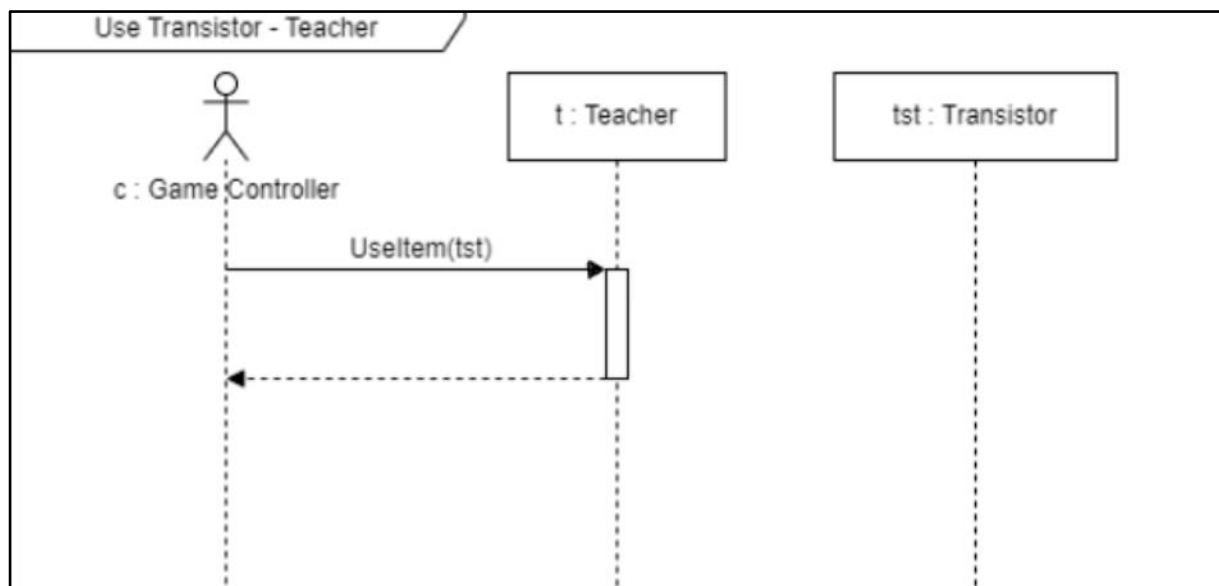 Use Transistor - Teacher
t : Teacher
tst : Transistor
c : Game Controller
UseItem(tst)